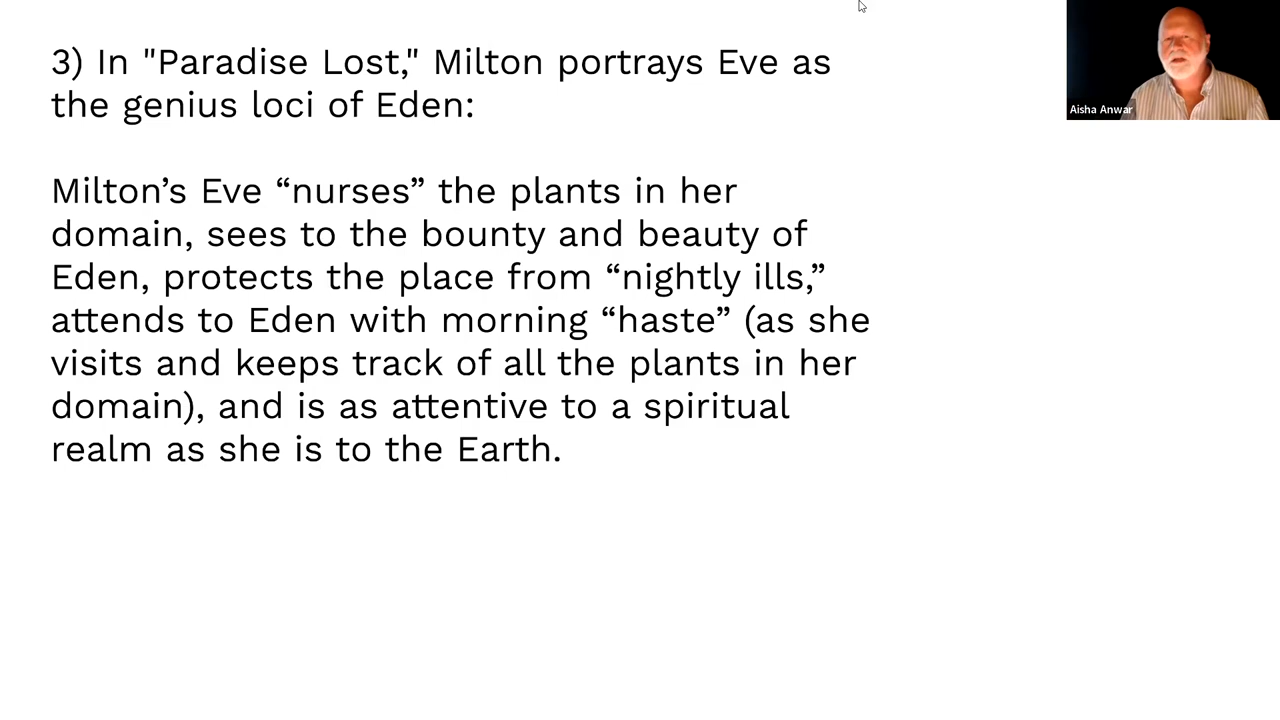 3) In "Paradise Lost," Milton portrays Eve as
the genius loci of Eden:
Milton’s Eve “nurses” the plants in her
domain, sees to the bounty and beauty of
Eden, protects the place from “nightly ills,”
attends to Eden with morning “haste” (as she
visits and keeps track of all the plants in her
domain), and is as attentive to a spiritual
realm as she is to the Earth.
Aisha Anwar